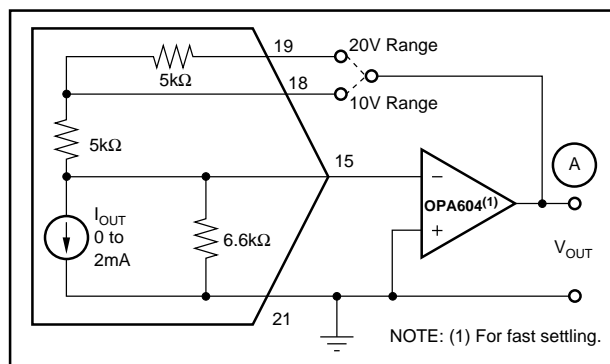 19
20V Range
5kΩ
18
10V Range
5kΩ
15
A
OPA604(1)
−
+
IOUT
0 to
2mA
6.6kΩ
VOUT
21
NOTE: (1) For fast settling.